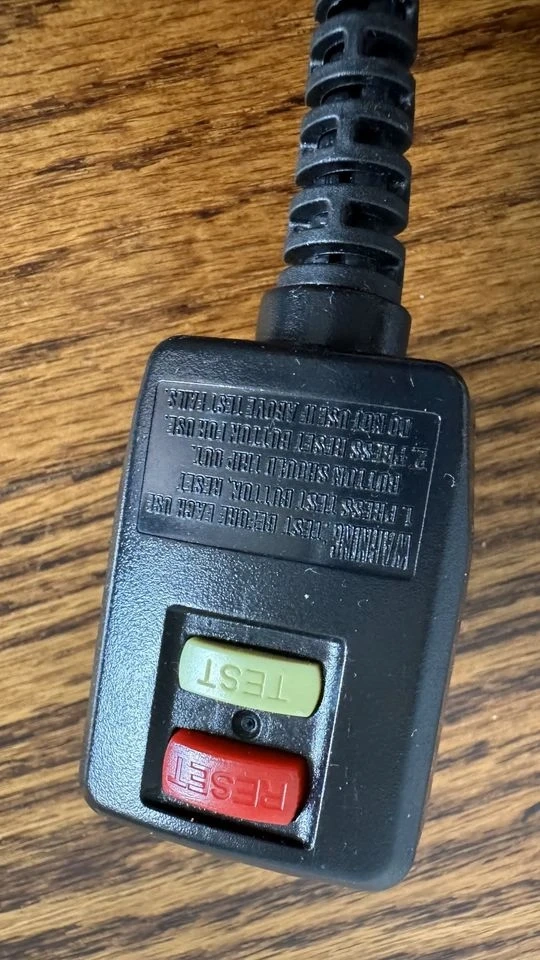 WARNING: TEST BEFORE EACH USE
1. PRESS TEST BUTTON, RESET
BUTTON SHOULD TRIP OUT.
2. PRESS RESET BUTTON FOR USE.
DO NOT USE IF ABOVE TEST FAILS.
TEST
RESET